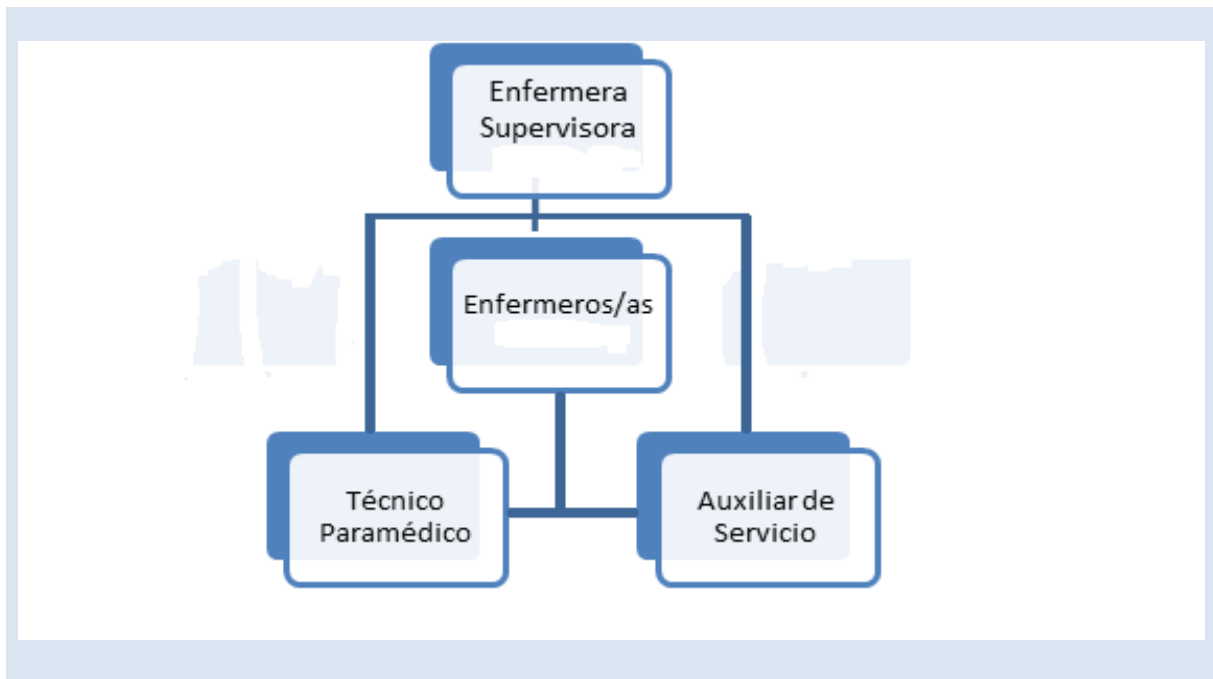 Enfermera
Supervisora
Enfermeros/as
Técnico
Paramédico
Auxiliar de
Servicio